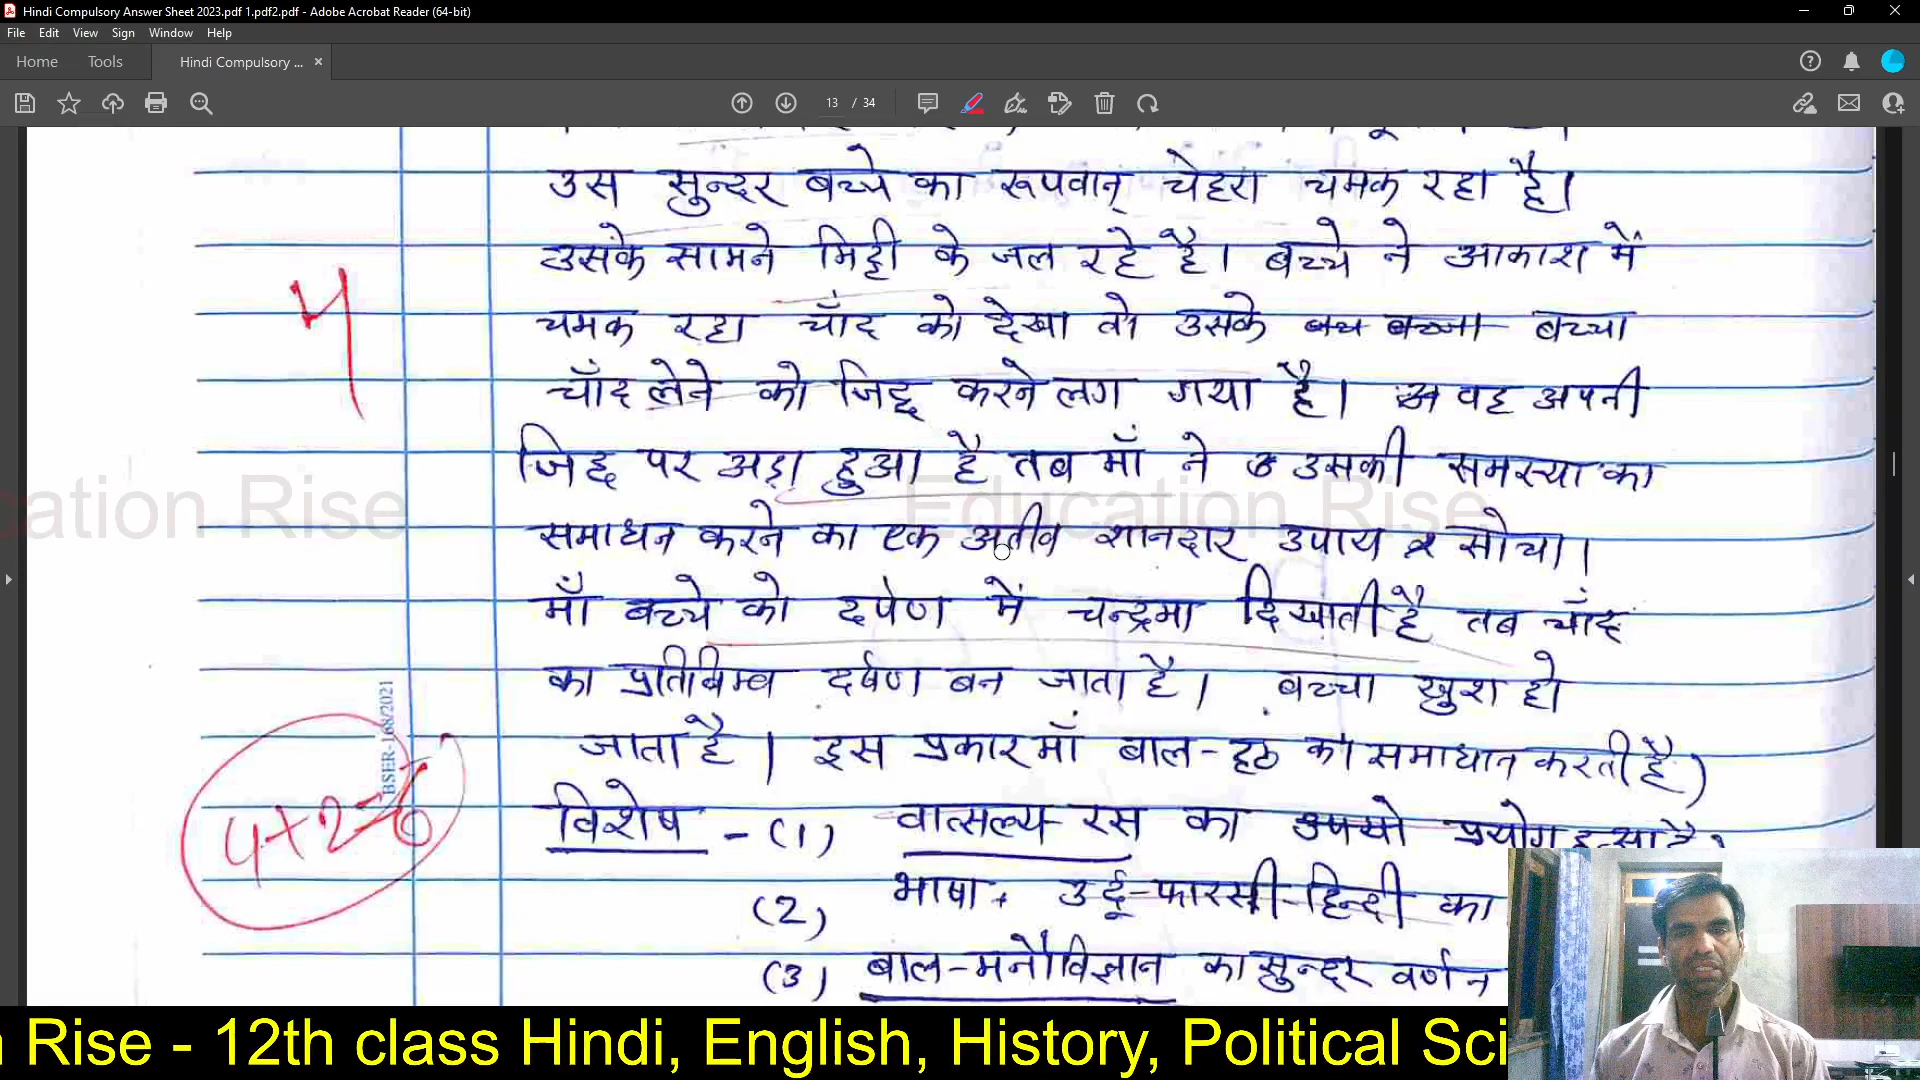 Hindi Compulsory Answer Sheet 2023.pdf 1.pdf2.pdf - Adobe Acrobat Reader (64-bit)
File Edit View Sign Window Help
Home Tools Hindi Compulsory ... ×
13 / 34
उस सुन्दर बच्चे का रूपवान् चेहरा चमक रहा है।
उसके सामने मिट्टी के जल रहे है। बच्चे ने आकाश में
चमक रहा चाँद को देखा तो उसके बच्चा
चाँद लेने को जिद्द करने लग गया है। वह अपनी
जिद्द पर अड़ा हुआ है तब माँ ने उसकी समस्या का
समाधन करने का एक अतीव शानदार उपाय सोचा।
माँ बच्चे को दर्पण में चन्द्रमा दिखाती है तब चाँद
का प्रतिबिम्ब दर्पण बन जाता है। बच्चा खुश हो
जाता है। इस प्रकार माँ बाल-हठ का समाधान करती है)
विशेष - (1) वात्सल्य रस का प्रयोग हुआ है।
(2) भाषा उर्दू-फारसी-हिन्दी का
(3) बाल-मनौविज्ञान का सुन्दर वर्णन
4
4+2=6
BSER-168/2021
cation Rise
Education Rise
n Rise - 12th class Hindi, English, History, Political Sci